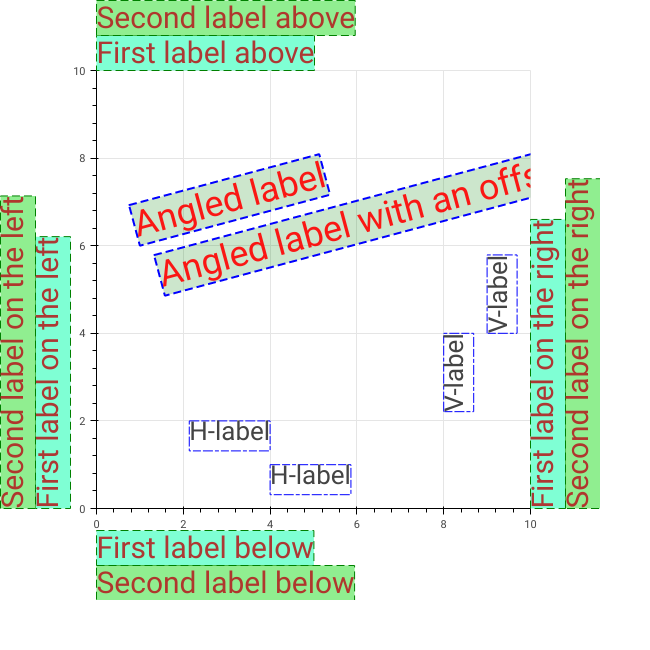 Second label above
First label above
10
8
6
4
2
0
Angled label
Angled label with an offs
V-label
V-label
H-label
H-label
Second label on the left
First label on the left
First label on the right
Second label on the right
0 2 4 6 8 10
First label below
Second label below